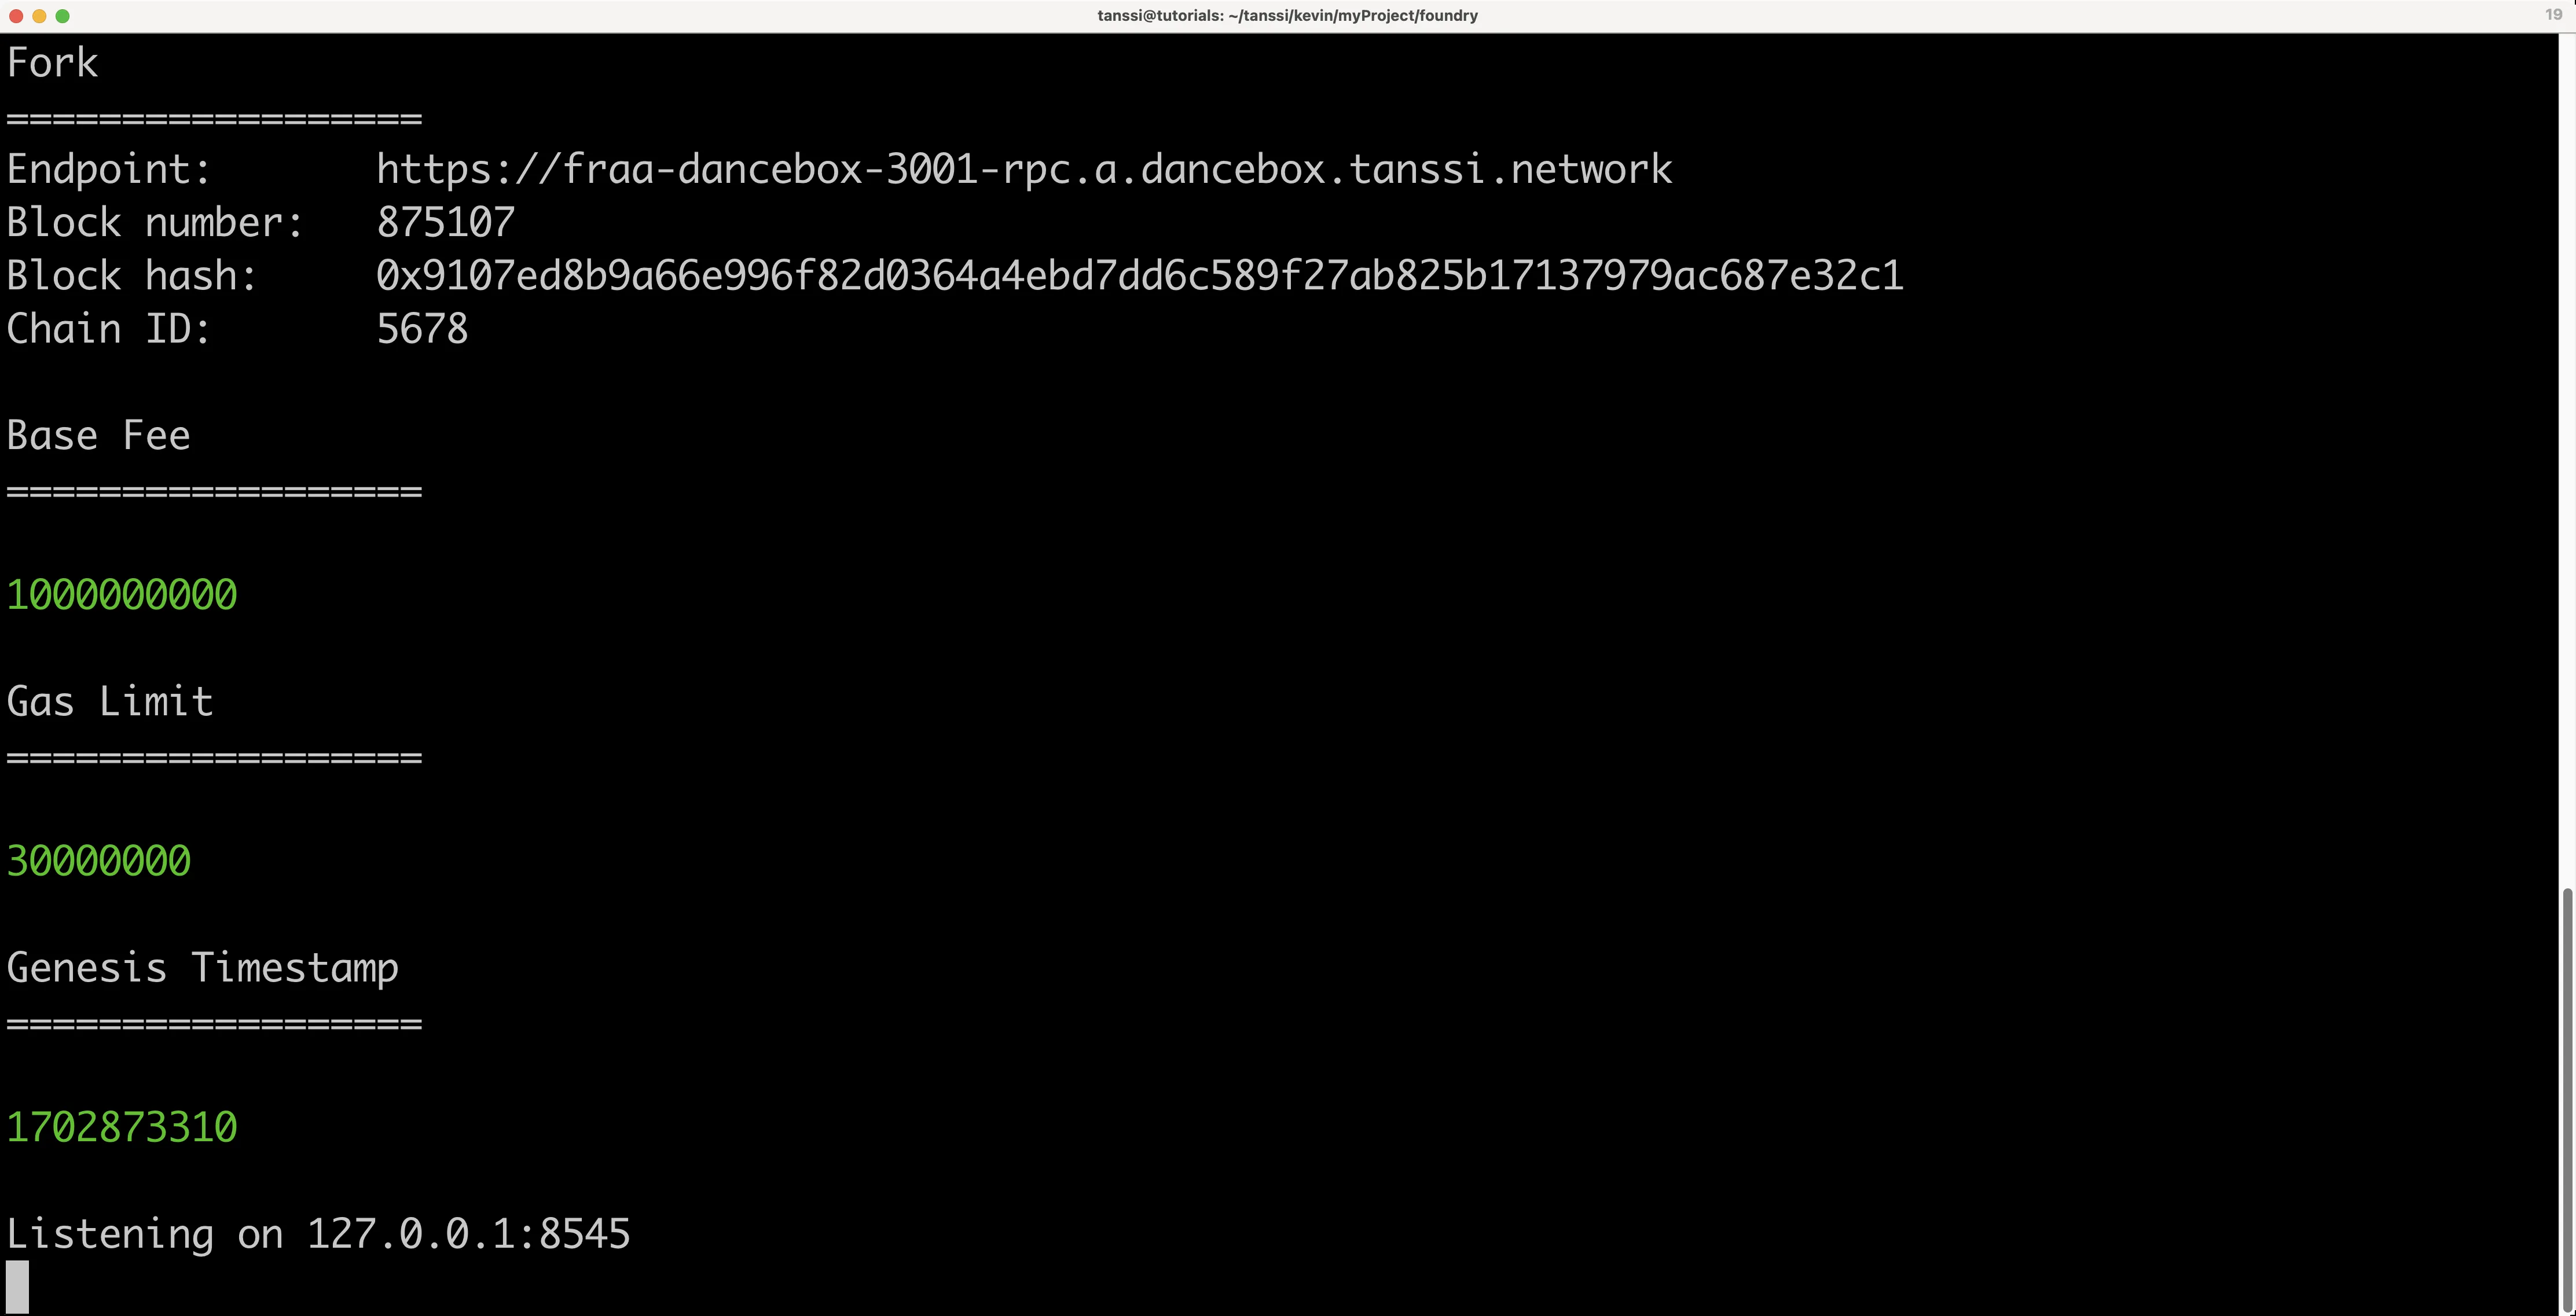 tanssi@tutorials: ~/tanssi/kevin/myProject/foundry
19
Fork
==================
Endpoint: https://fraa-dancebox-3001-rpc.a.dancebox.tanssi.network
Block number: 875107
Block hash: 0x9107ed8b9a66e996f82d0364a4ebd7dd6c589f27ab825b17137979ac687e32c1
Chain ID: 5678
Base Fee
==================
1000000000
Gas Limit
==================
30000000
Genesis Timestamp
==================
1702873310
Listening on 127.0.0.1:8545